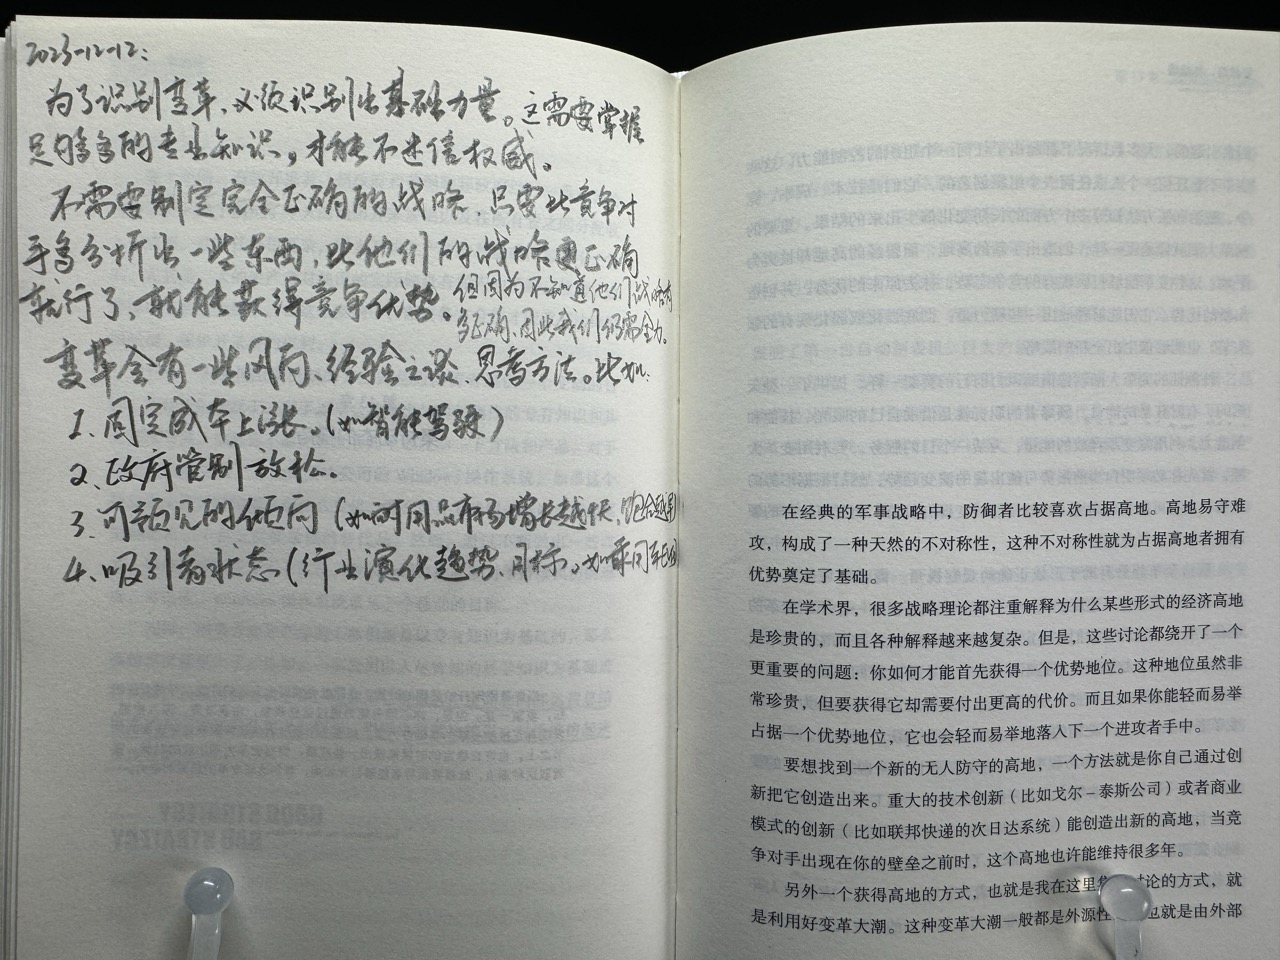 2023-12-12:
为了识别变革、必须识别出基础力量。这需要掌握
足够多的专业知识，才能不迷信权威。
不需要制定完全正确的战略，只要比竞争对
手多分析出一些东西，比他们的战略更正确
就行了，就能获得竞争优势。但因为不知道他们战略有
多正确，因此我们仍需全力。
变革会有一些风向、经验之谈、思考方法。比如：
1、固定成本上涨。（如智能驾驶）
2、政府管制放松。
3、可预见的倾向（如耐用品市场增长越快，
4、吸引者状态（行业演化趋势、目标。如乘用车
GOOD STRATEGY
BAD STRATEGY
在经典的军事战略中，防御者比较喜欢占据高地。高地易守难
攻，构成了一种天然的不对称性，这种不对称性就为占据高地者拥有
优势奠定了基础。
在学术界，很多战略理论都注重解释为什么某些形式的经济高地
是珍贵的，而且各种解释越来越复杂。但是，这些讨论都绕开了一个
更重要的问题：你如何才能首先获得一个优势地位。这种地位虽然非
常珍贵，但要获得它却需要付出更高的代价。而且如果你能轻而易举
占据一个优势地位，它也会轻而易举地落入下一个进攻者手中。
要想找到一个新的无人防守的高地，一个方法就是你自己通过创
新把它创造出来。重大的技术创新（比如戈尔－泰斯公司）或者商业
模式的创新（比如联邦快递的次日达系统）能创造出新的高地，当竞
争对手出现在你的壁垒之前时，这个高地也许能维持很多年。
另外一个获得高地的方式，也就是我在这里 讨论的方式，就
是利用好变革大潮。这种变革大潮一般都是外源性 也就是由外部